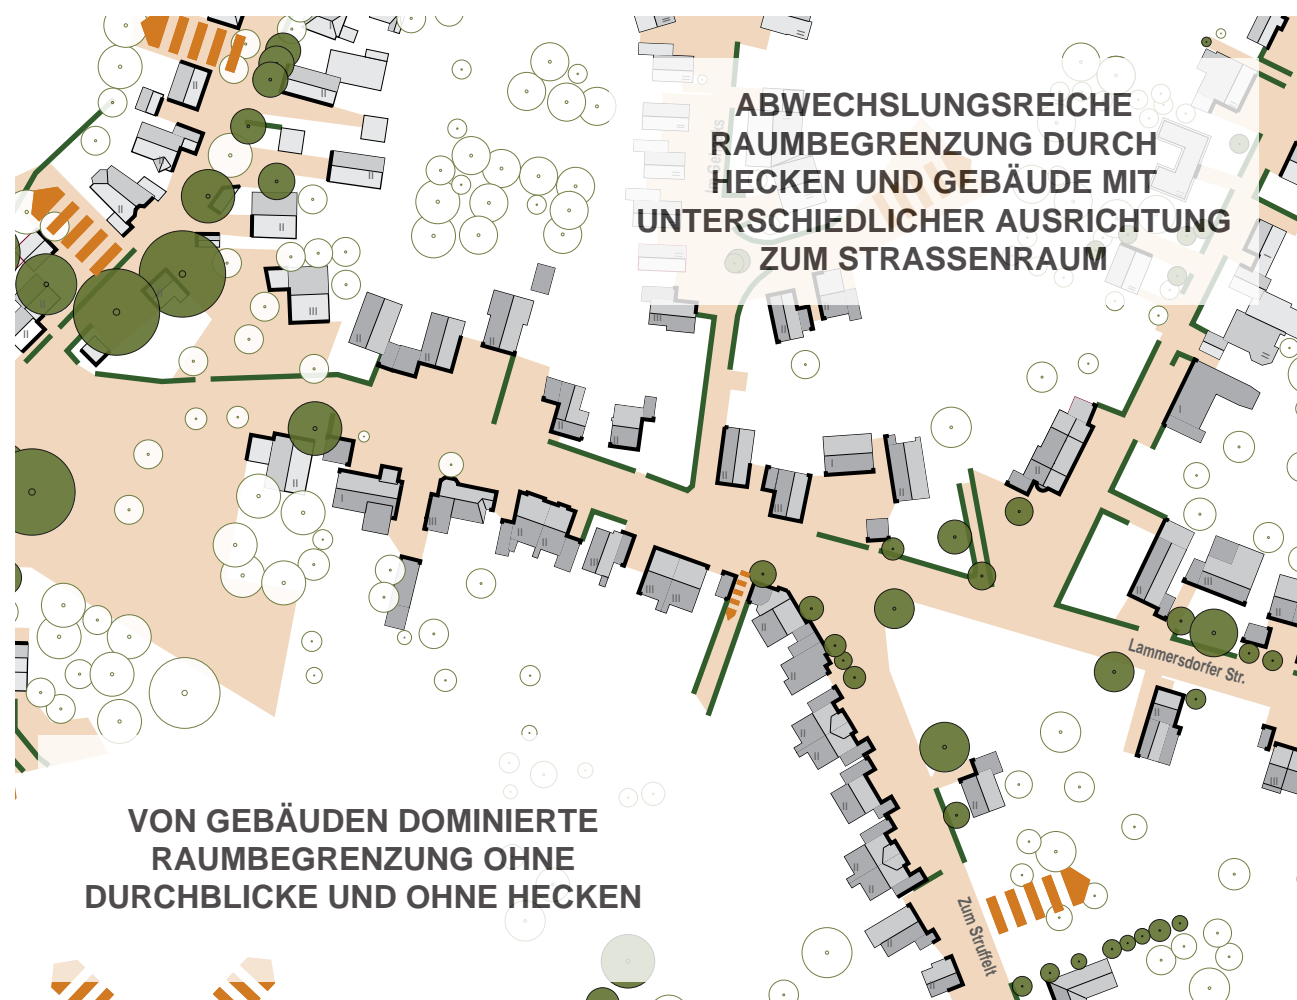 ABWECHSLUNGSREICHE
RAUMBEGRENZUNG DURCH
HECKEN UND GEBÄUDE MIT
UNTERSCHIEDLICHER AUSRICHTUNG
ZUM STRASSENRAUM
Lammersdorfer Str.
VON GEBÄUDEN DOMINIERTE
RAUMBEGRENZUNG OHNE
DURCHBLICKE UND OHNE HECKEN
Zum Struffelt